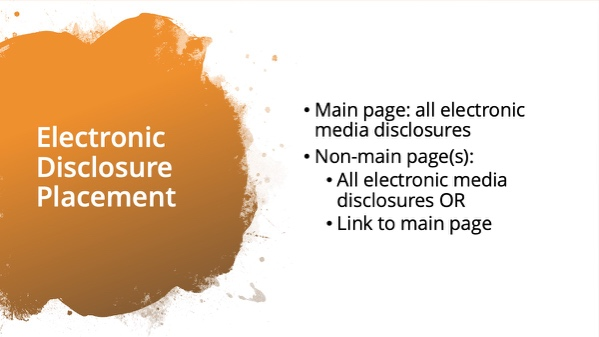 Electronic
Disclosure
Placement
• Main page: all electronic
media disclosures
• Non-main page(s):
• All electronic media
disclosures OR
• Link to main page